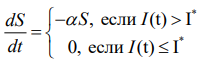 dS/dt = { −αS, если I(t) > I*
0, если I(t) ≤ I*